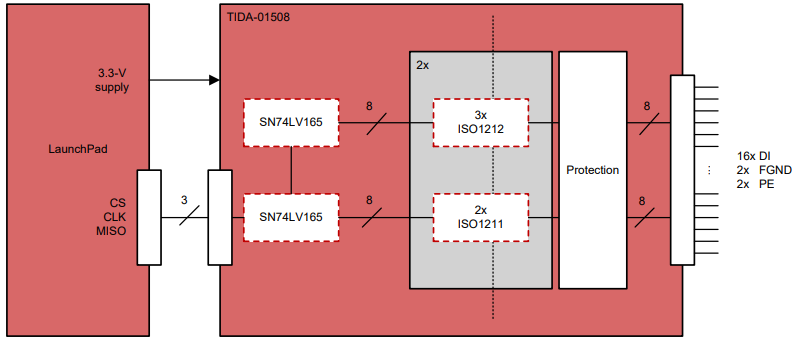 TIDA-01508
2x
3.3-V
supply
SN74LV165
8
3x
ISO1212
8
LaunchPad
Protection
16x DI
2x FGND
2x PE
CS
CLK
MISO
3
SN74LV165
8
2x
ISO1211
8